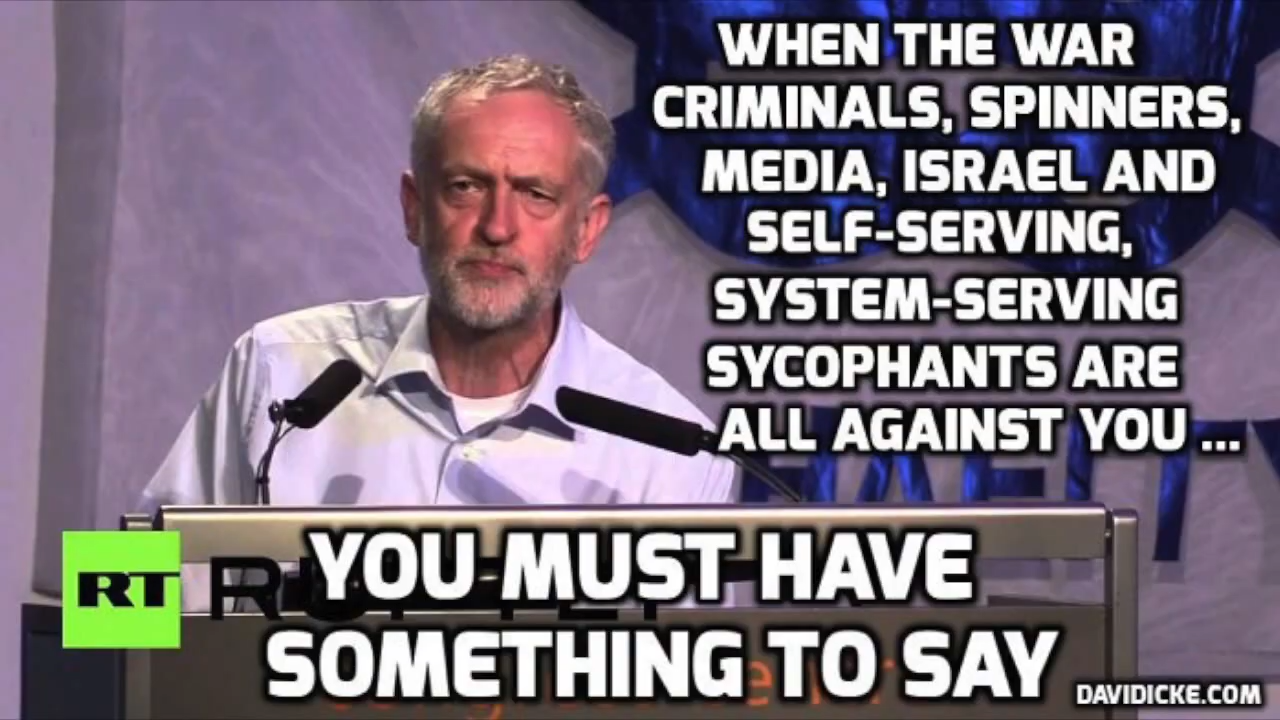 WHEN THE WAR
CRIMINALS, SPINNERS,
MEDIA, ISRAEL AND
SELF-SERVING,
SYSTEM-SERVING
SYCOPHANTS ARE
ALL AGAINST YOU ...
RT
YOU MUST HAVE
SOMETHING TO SAY
DAVIDICKE.COM